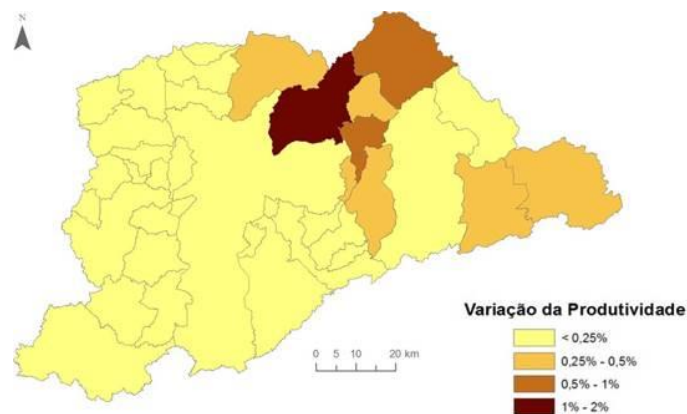 N
Variação da Produtividade
< 0,25%
0,25% - 0,5%
0,5% - 1%
1% - 2%
0 5 10 20 km